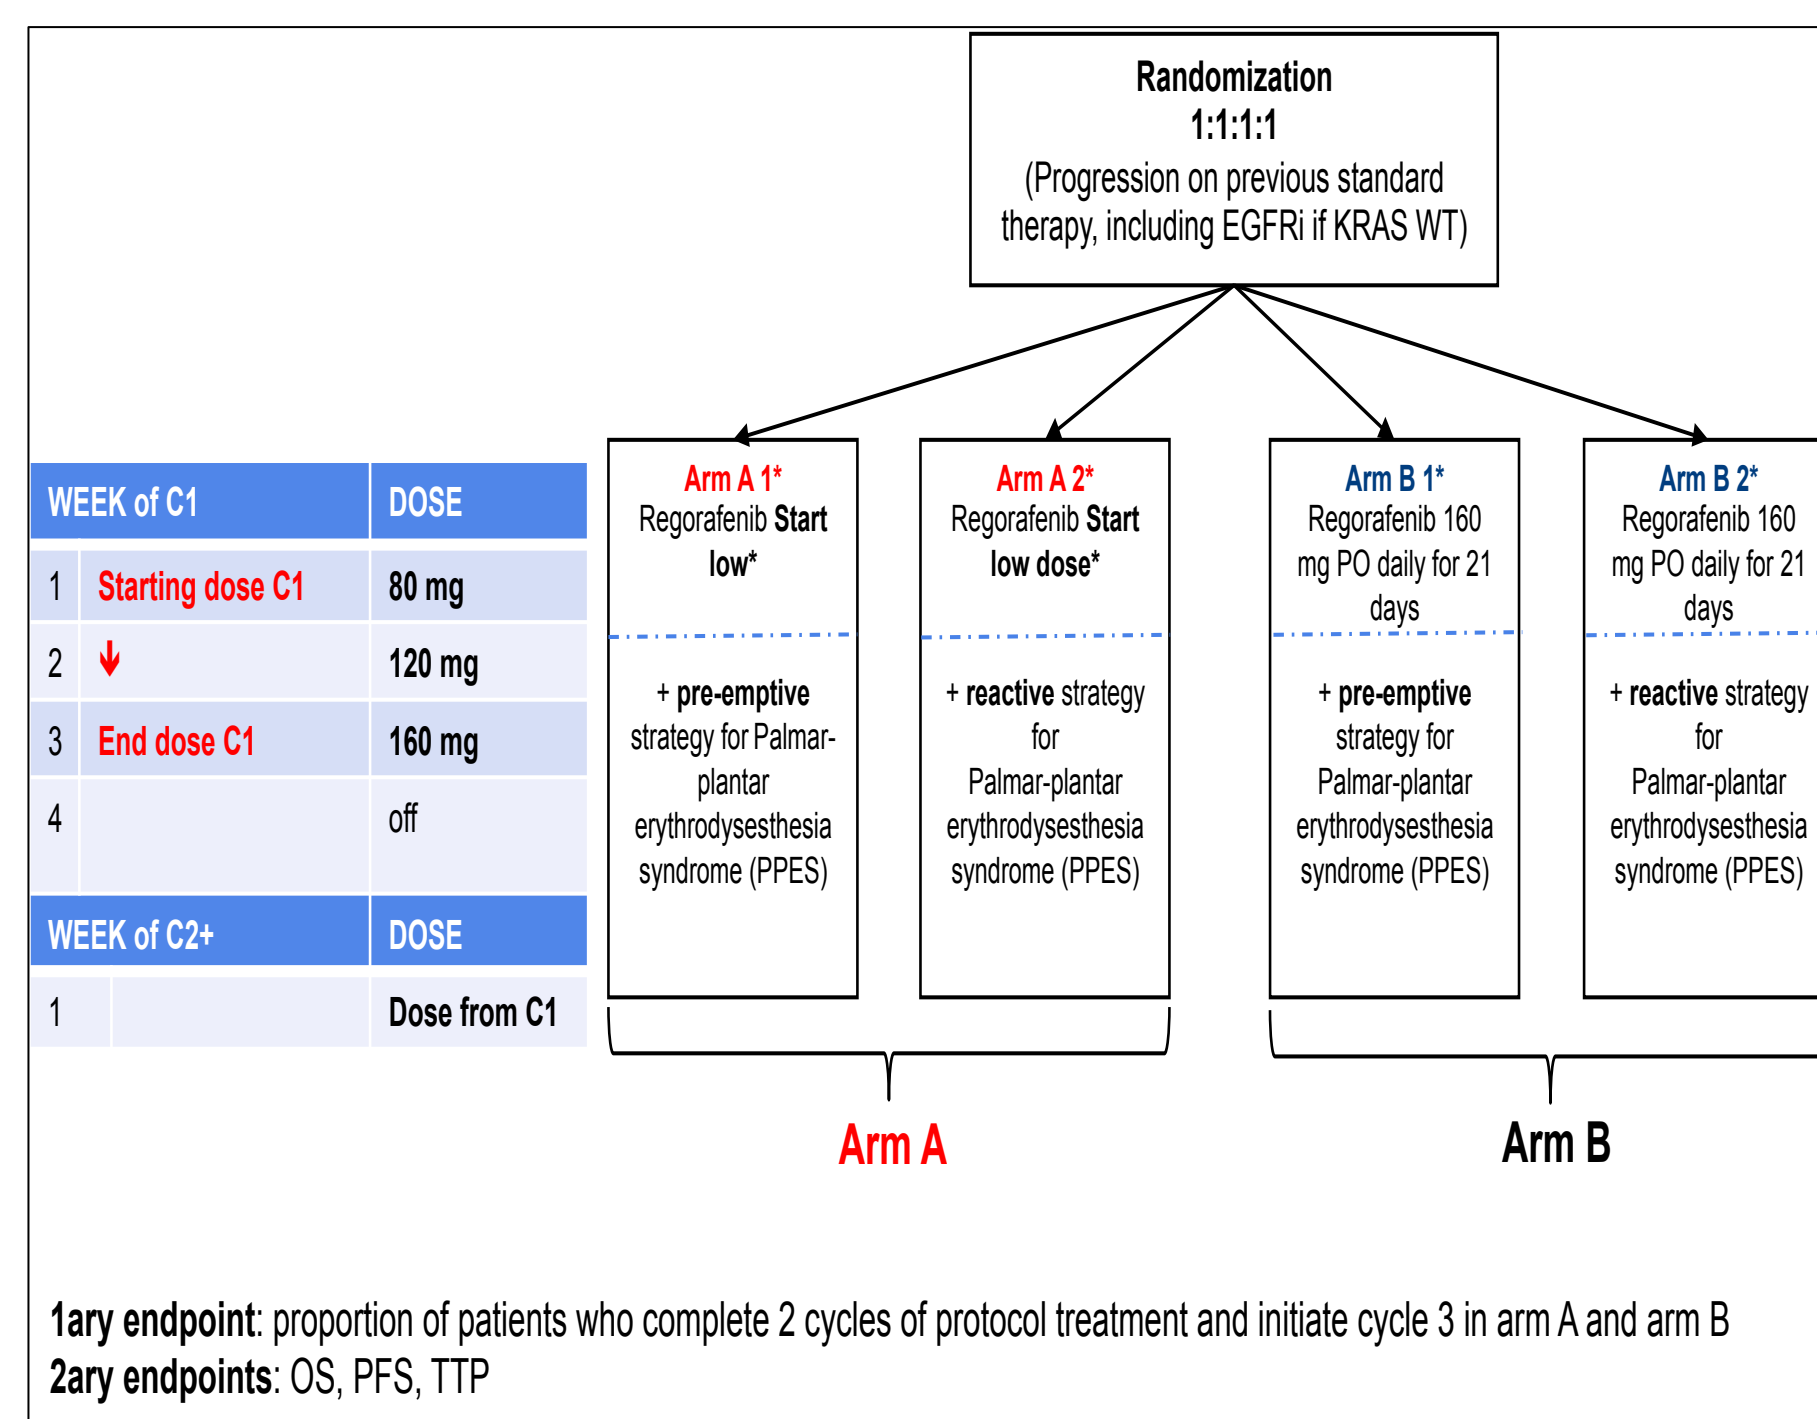 Randomization
1:1:1:1
(Progression on previous standard
therapy, including EGFRi if KRAS WT)
WEEK of C1 DOSE
1 Starting dose C1 80 mg
2 120 mg
3 End dose C1 160 mg
4 off
WEEK of C2+ DOSE
1 Dose from C1
Arm A 1*
Regorafenib Start
low*
+ pre-emptive
strategy for Palmar-
plantar
erythrodysesthesia
syndrome (PPES)
Arm A 2*
Regorafenib Start
low dose*
+ reactive strategy
for
Palmar-plantar
erythrodysesthesia
syndrome (PPES)
Arm B 1*
Regorafenib 160
mg PO daily for 21
days
+ pre-emptive
strategy for
Palmar-plantar
erythrodysesthesia
syndrome (PPES)
Arm B 2*
Regorafenib 160
mg PO daily for 21
days
+ reactive strategy
for
Palmar-plantar
erythrodysesthesia
syndrome (PPES)
Arm A
Arm B
1ary endpoint: proportion of patients who complete 2 cycles of protocol treatment and initiate cycle 3 in arm A and arm B
2ary endpoints: OS, PFS, TTP